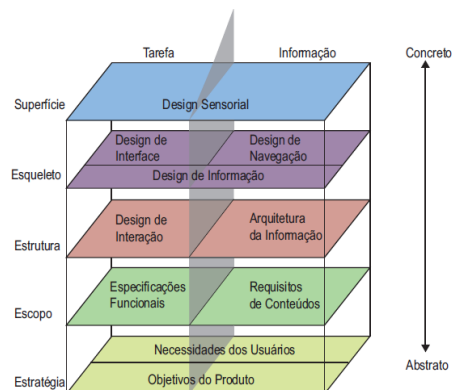 Tarefa
Informação
Concreto
Superfície
Design Sensorial
Design de
Interface
Design de
Navegação
Esqueleto
Design de Informação
Design de
Interação
Arquitetura
da Informação
Estrutura
Especificações
Funcionais
Requisitos
de Conteúdos
Escopo
Necessidades dos Usuários
Abstrato
Estratégia
Objetivos do Produto